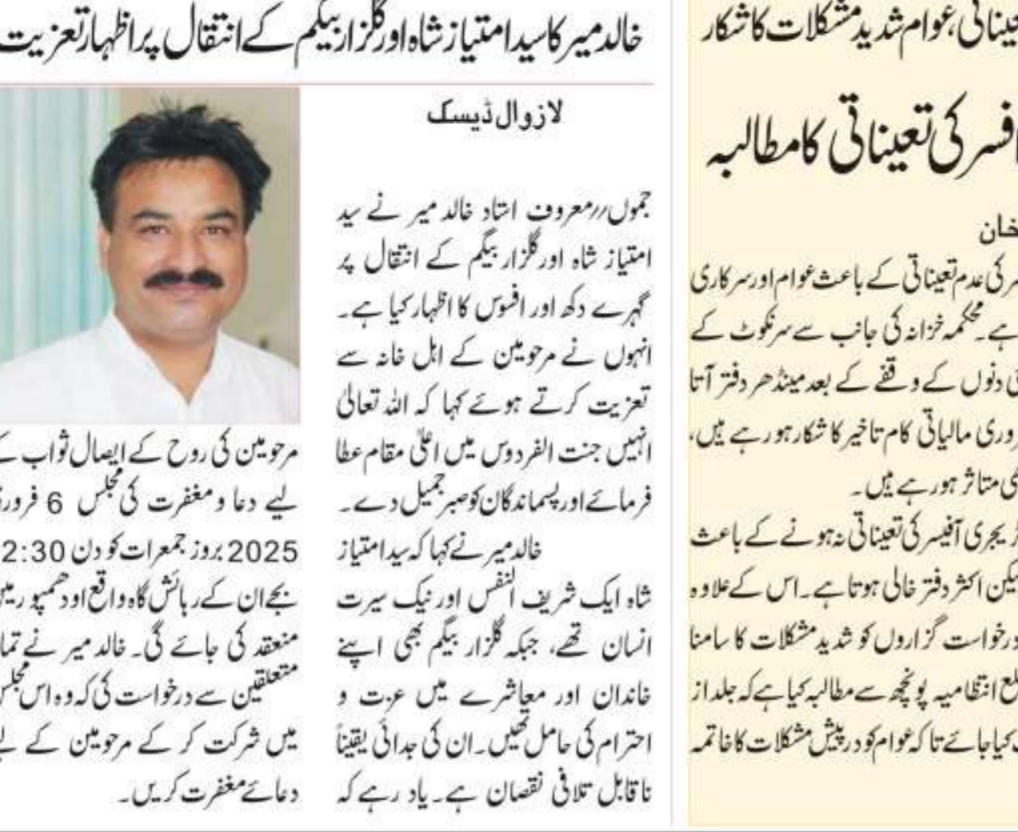 خالد میر کا سید امتیاز شاہ اور گلزار بیگم کے انتقال پر اظہار تعزیت
لازوال ڈیسک
جموں//معروف استاد خالد میر نے سید
امتیاز شاہ اور گلزار بیگم کے انتقال پر
گہرے دکھ اور افسوس کا اظہار کیا ہے۔
انہوں نے مرحومین کے اہل خانہ سے
تعزیت کرتے ہوئے کہا کہ اللہ تعالیٰ
انہیں جنت الفردوس میں اعلیٰ مقام عطا
فرمائے اور پسماندگان کو صبر جمیل دے۔
خالد میر نے کہا کہ سید امتیاز
شاہ ایک شریف النفس اور نیک سیرت
انسان تھے، جبکہ گلزار بیگم بھی اپنے
خاندان اور معاشرے میں عزت و
احترام کی حامل تھیں۔ ان کی جدائی یقیناً
ناقابل تلافی نقصان ہے۔ یاد رہے کہ
مرحومین کی روح کے ایصال ثواب کے
لیے دعا و مغفرت کی مجلس 6
2025 بروز جمعرات کو دن 2:30
بجے ان کے رہائش گاہ واقع اودھمپور میں
منعقد کی جائے گی۔ خالد میر نے
متعلقین سے درخواست کی کہ وہ اس مجلس
میں شرکت کر کے مرحومین کے
دعائے مغفرت کریں۔
عوام شدید مشکلات کا شکار
کی تعیناتی کا مطالبہ
خان
کی عدم تعیناتی کے باعث عوام اور سرکاری
ہے۔ محکمہ خزانہ کی جانب سے سرنکوٹ کے
دنوں کے وقفے کے بعد مینڈھر دفتر آتا
مالیاتی کام تاخیر کا شکار ہو رہے ہیں،
متاثر ہو رہے ہیں۔
آفیسر کی تعیناتی نہ ہونے کے باعث
اکثر دفتر خالی ہوتا ہے۔ اس کے علاوہ
درخواست گزاروں کو شدید مشکلات کا سامنا
انتظامیہ پونچھ سے مطالبہ کیا ہے کہ جلد از
کیا جائے تا کہ عوام کو درپیش مشکلات کا خاتمہ